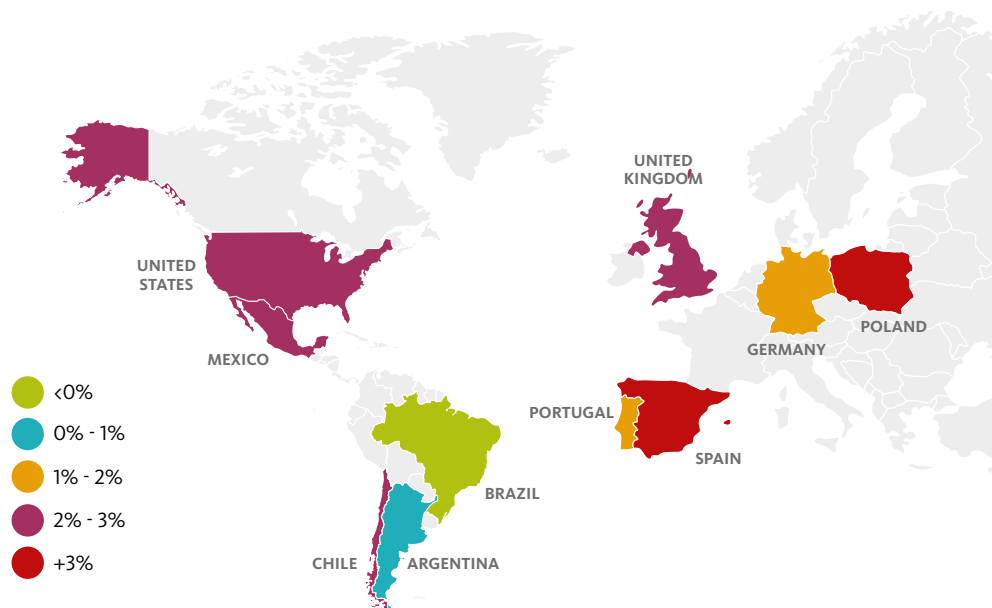 UNITED
KINGDOM
UNITED
STATES
POLAND
GERMANY
MEXICO
<0%
PORTUGAL
0% - 1%
SPAIN
1% - 2%
BRAZIL
2% - 3%
CHILE
ARGENTINA
+3%